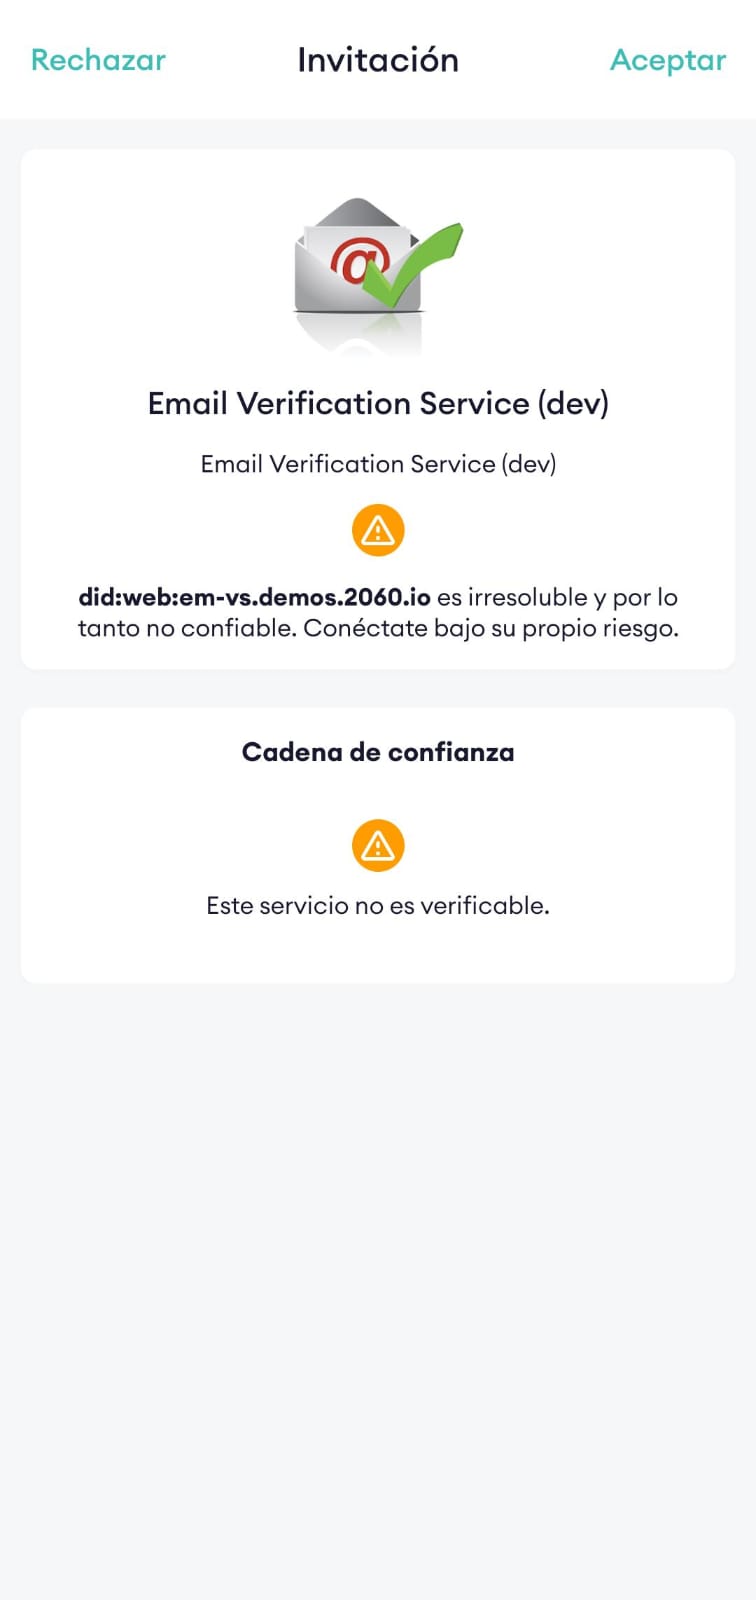 Rechazar
Invitación
Aceptar
@
Email Verification Service (dev)
Email Verification Service (dev)
did:web:em-vs.demos.2060.io es irresoluble y por lo
tanto no confiable. Conéctate bajo su propio riesgo.
Cadena de confianza
Este servicio no es verificable.